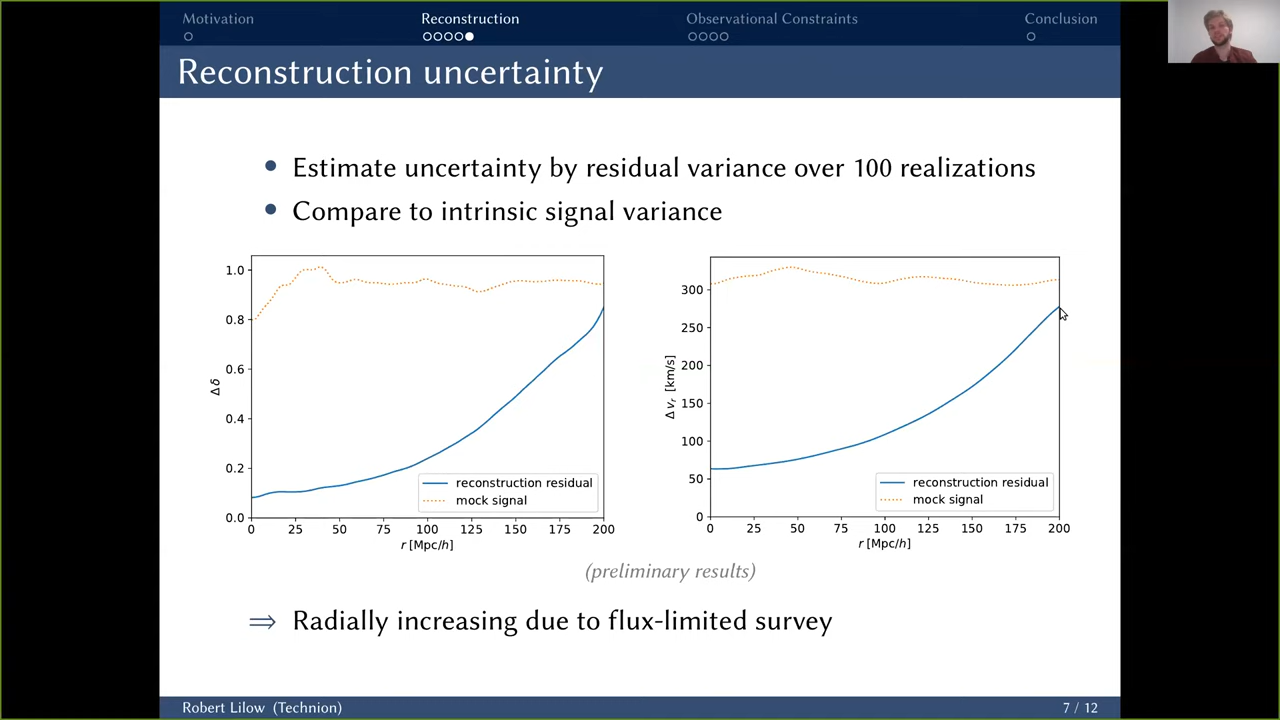 Motivation Reconstruction Observational Constraints Conclusion
Reconstruction uncertainty
Estimate uncertainty by residual variance over 100 realizations
Compare to intrinsic signal variance
1.0
0.8
0.6
0.4
0.2
0.0
Δ δ
0 25 50 75 100 125 150 175 200
r [Mpc/h]
reconstruction residual
mock signal
300
250
200
150
100
50
0
Δ vr [km/s]
0 25 50 75 100 125 150 175 200
r [Mpc/h]
reconstruction residual
mock signal
(preliminary results)
⇒ Radially increasing due to flux-limited survey
Robert Lilow (Technion) 7 / 12